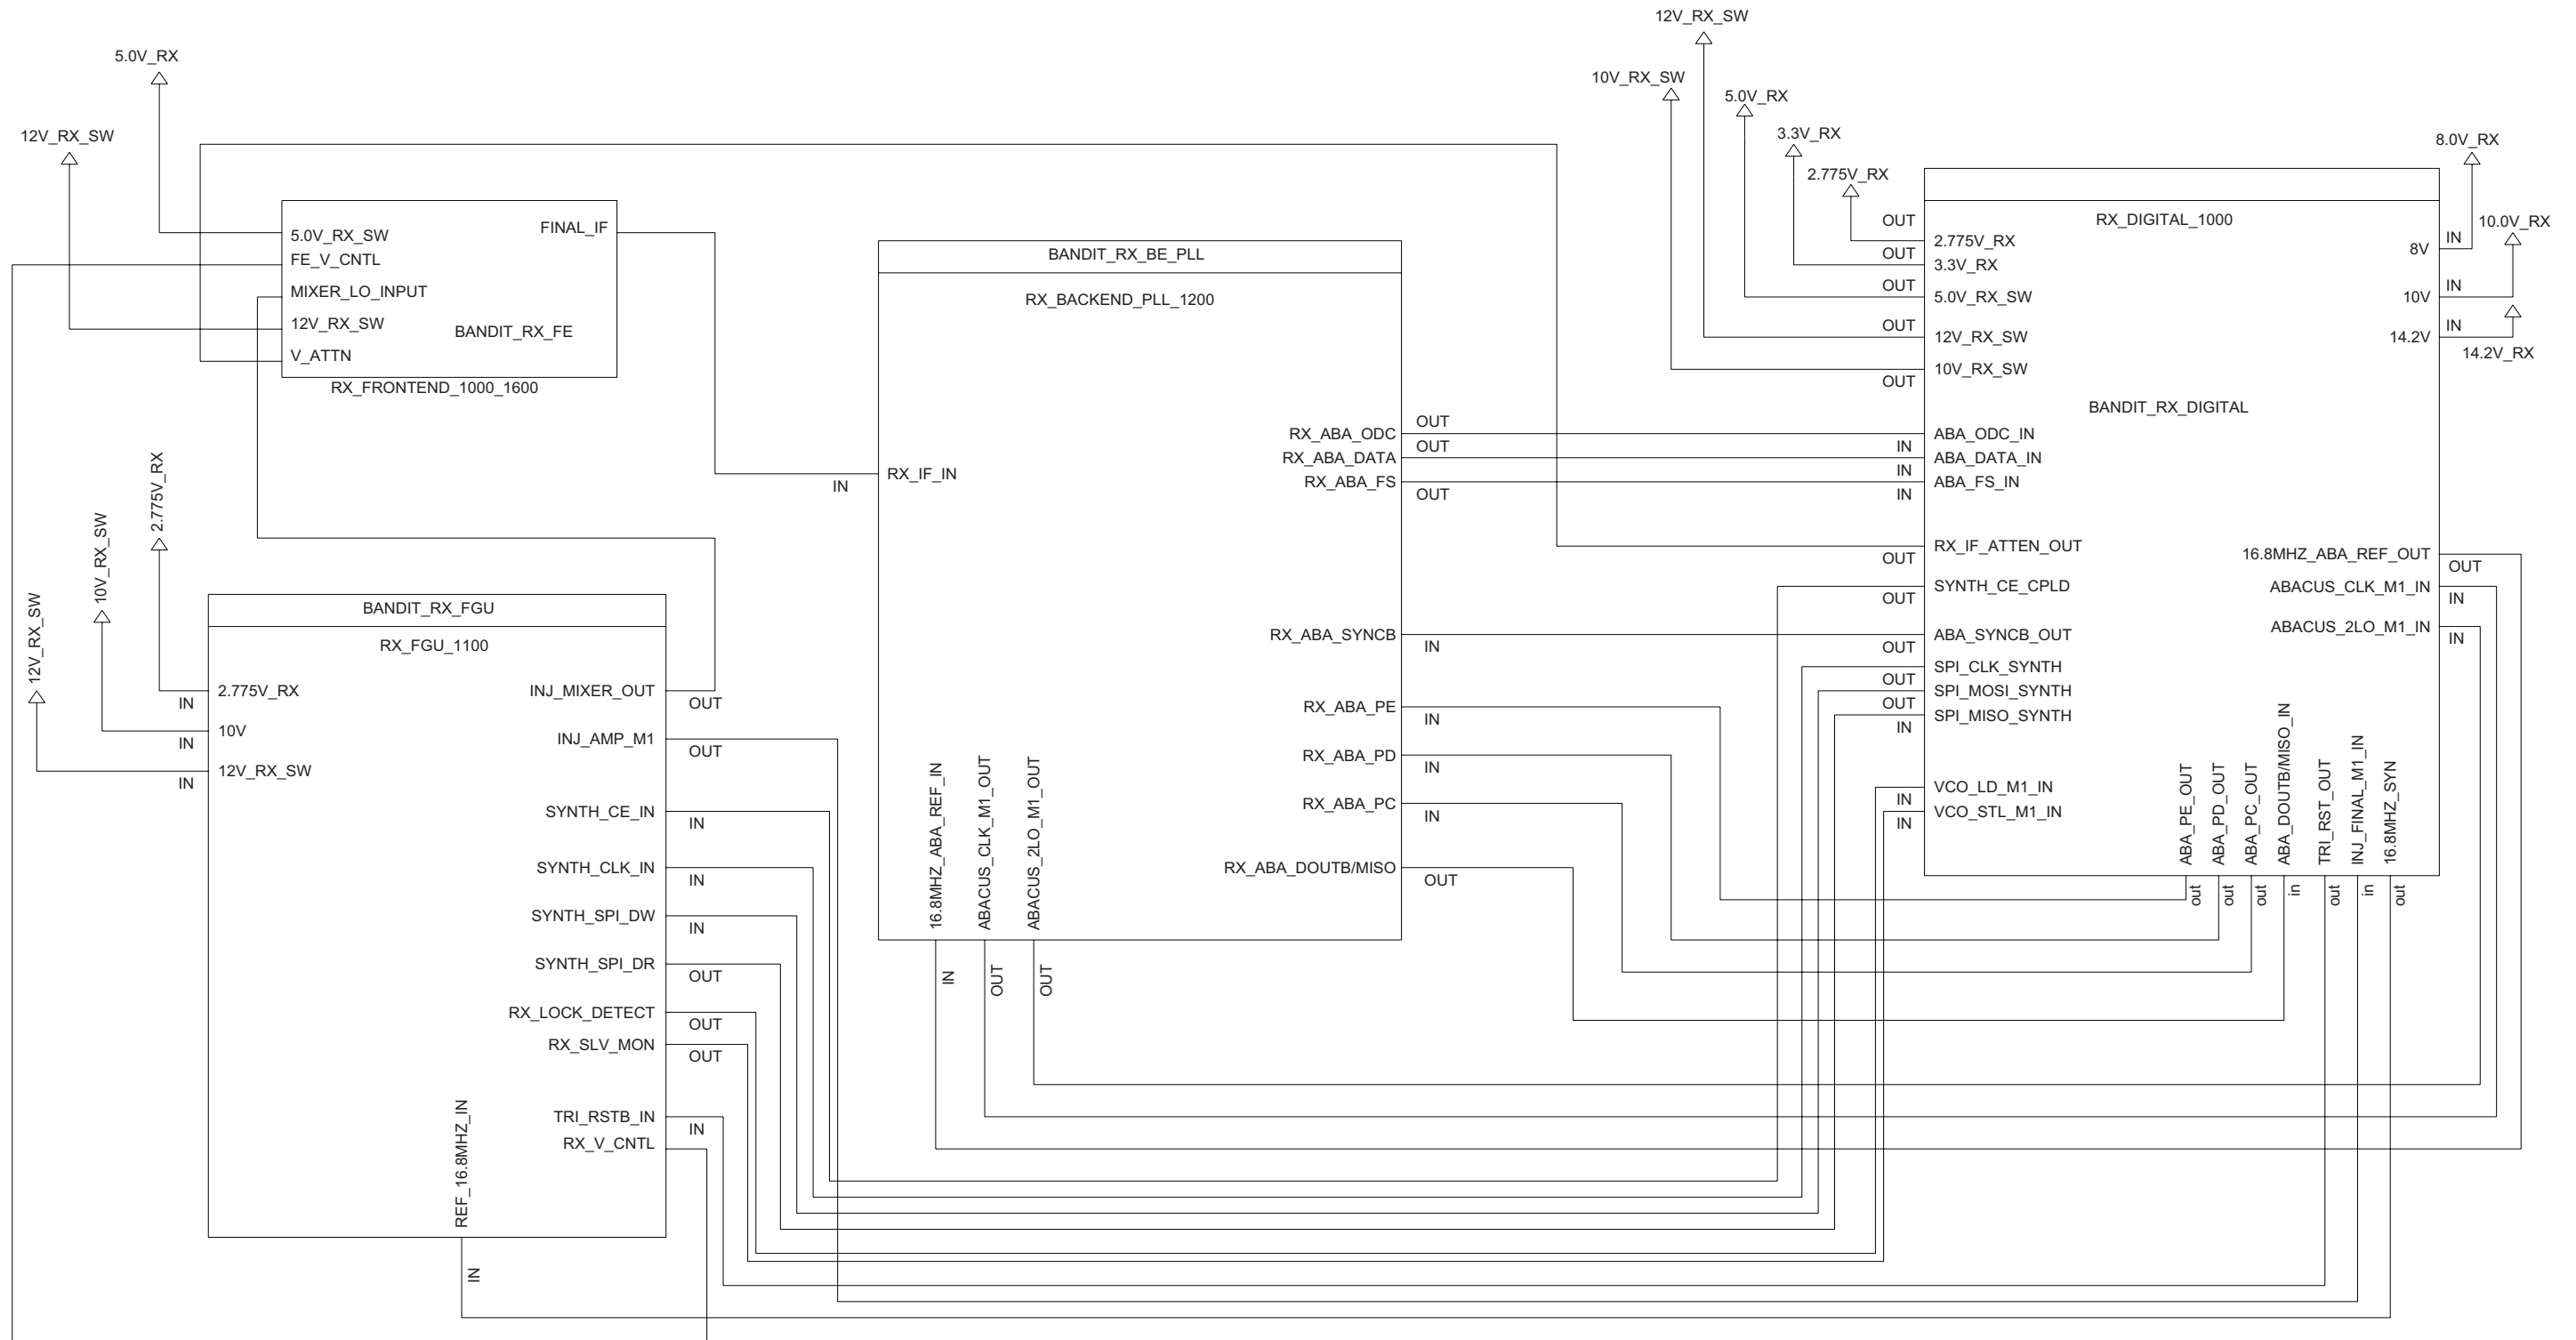 12V_RX_SW
5.0V_RX
10V_RX_SW
5.0V_RX
3.3V_RX
12V_RX_SW
8.0V_RX
2.775V_RX
FINAL_IF
5.0V_RX_SW
FE_V_CNTL
MIXER_LO_INPUT
12V_RX_SW
BANDIT_RX_FE
V_ATTN
RX_FRONTEND_1000_1600
BANDIT_RX_BE_PLL
RX_BACKEND_PLL_1200
RX_IF_IN
IN
RX_ABA_ODC
OUT
RX_ABA_DATA
OUT
RX_ABA_FS
OUT
RX_ABA_SYNCB
IN
RX_ABA_PE
IN
RX_ABA_PD
IN
RX_ABA_PC
IN
RX_ABA_DOUTB/MISO
OUT
16.8MHZ_ABA_REF_IN
ABACUS_CLK_M1_OUT
ABACUS_2LO_M1_OUT
IN
OUT
OUT
RX_DIGITAL_1000
OUT
2.775V_RX
OUT
3.3V_RX
OUT
5.0V_RX_SW
OUT
12V_RX_SW
10V_RX_SW
OUT
10.0V_RX
IN
8V
IN
10V
IN
14.2V
14.2V_RX
BANDIT_RX_DIGITAL
ABA_ODC_IN
IN
ABA_DATA_IN
IN
ABA_FS_IN
IN
RX_IF_ATTEN_OUT
OUT
SYNTH_CE_CPLD
OUT
ABA_SYNCB_OUT
OUT
SPI_CLK_SYNTH
OUT
SPI_MOSI_SYNTH
OUT
SPI_MISO_SYNTH
IN
VCO_LD_M1_IN
IN
VCO_STL_M1_IN
IN
16.8MHZ_ABA_REF_OUT
OUT
ABACUS_CLK_M1_IN
IN
ABACUS_2LO_M1_IN
IN
ABA_PE_OUT
ABA_PD_OUT
ABA_PC_OUT
ABA_DOUTB/MISO_IN
TRI_RST_OUT
INJ_FINAL_M1_IN
16.8MHZ_SYN
out
out
out
in
out
in
out
12V_RX_SW
10V_RX_SW
2.775V_RX
BANDIT_RX_FGU
RX_FGU_1100
2.775V_RX
IN
10V
IN
12V_RX_SW
IN
INJ_MIXER_OUT
OUT
INJ_AMP_M1
OUT
SYNTH_CE_IN
IN
SYNTH_CLK_IN
IN
SYNTH_SPI_DW
IN
SYNTH_SPI_DR
OUT
RX_LOCK_DETECT
OUT
RX_SLV_MON
OUT
TRI_RSTB_IN
IN
RX_V_CNTL
REF_16.8MHZ_IN
IN